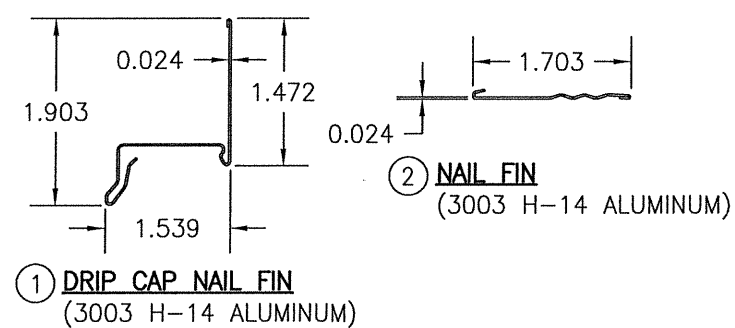 0.024
1.903
1.472
1.539
1 DRIP CAP NAIL FIN
(3003 H-14 ALUMINUM)
1.703
0.024
2 NAIL FIN
(3003 H-14 ALUMINUM)